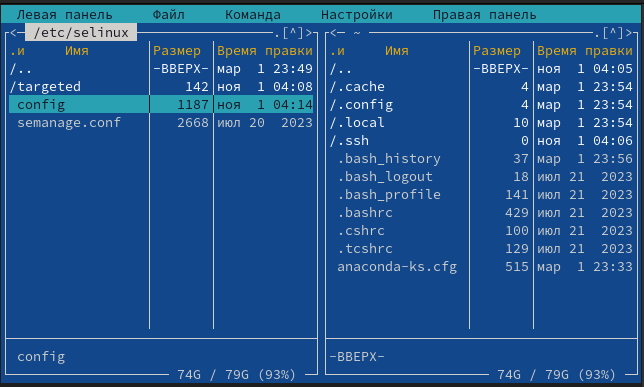 Левая панель Файл Команда Настройки Правая панель
<─ /etc/selinux .[^]>
.и Имя Размер Время правки
/.. -ВВЕРХ- мар 1 23:49
/targeted 142 ноя 1 04:08
config 1187 ноя 1 04:14
semanage.conf 2668 июл 20 2023
config
74G / 79G (93%)
<─ ~ .[^]>
.и Имя Размер Время правки
/.. -ВВЕРХ- ноя 1 04:05
/.cache 4 мар 1 23:54
/.config 4 мар 1 23:54
/.local 10 мар 1 23:54
/.ssh 0 ноя 1 04:06
.bash_history 37 мар 1 23:56
.bash_logout 18 июл 21 2023
.bash_profile 141 июл 21 2023
.bashrc 429 июл 21 2023
.cshrc 100 июл 21 2023
.tcshrc 129 июл 21 2023
anaconda-ks.cfg 515 мар 1 23:33
-ВВЕРХ-
74G / 79G (93%)